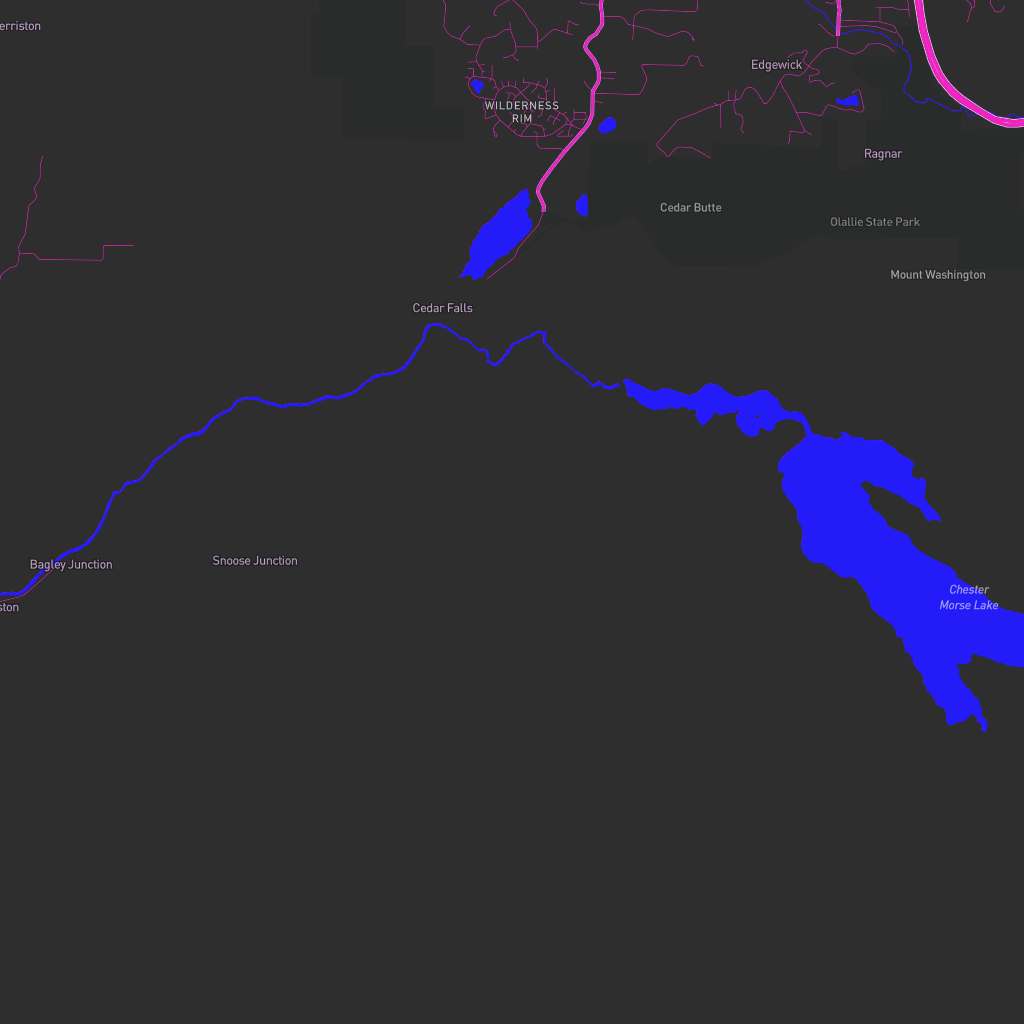 erriston
Edgewick
WILDERNESS
RIM
Ragnar
Cedar Butte
Olallie State Park
Mount Washington
Cedar Falls
Snoose Junction
Bagley Junction
Chester
Morse Lake
ston